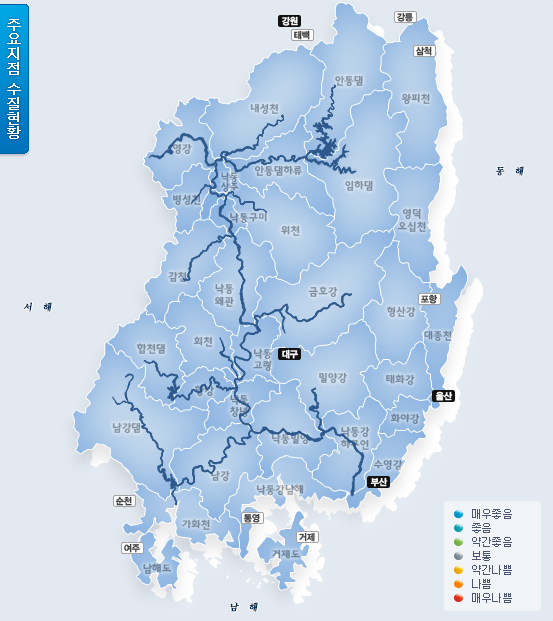 주요지점 수질현황
강원
강릉
태백
삼척
안동댐
왕피천
내성천
영강
안동댐하류
동 해
낙동
상주
임하댐
병성천
낙동구미
영덕
오십천
위천
감천
낙동
왜관
금호강
포항
서 해
형산강
대종천
회천
합천댐
낙동
고령
대구
밀양강
태화강
황강
낙동
창녕
울산
화야강
남강댐
낙동밀양
낙동강
하구언
수영강
남강
부산
낙동강남해
순천
통영
가화천
거제
여주
거제도
남해도
남 해
매우좋음
좋음
약간좋음
보통
약간나쁨
나쁨
매우나쁨